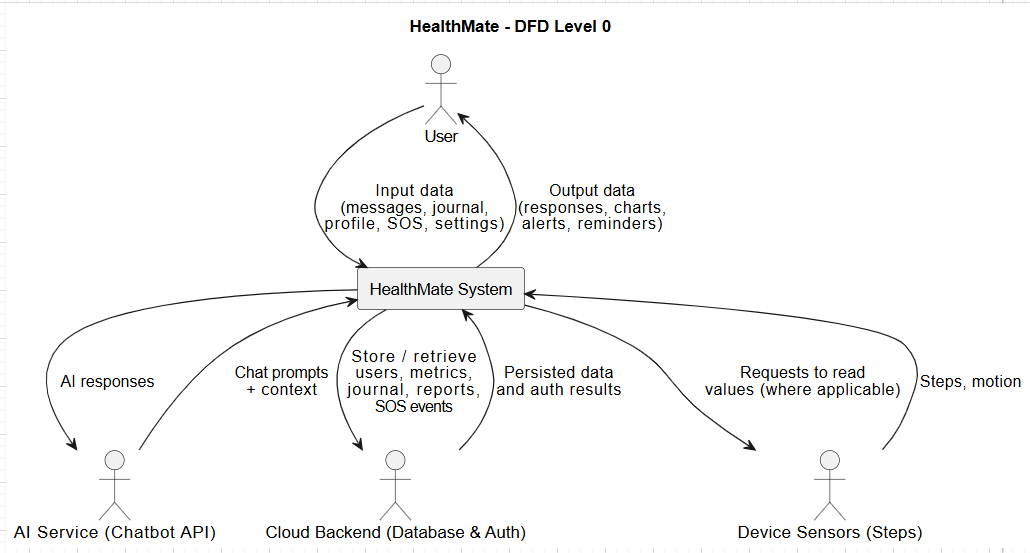 HealthMate - DFD Level 0
User
Input data
(messages, journal,
profile, SOS, settings)
Output data
(responses, charts,
alerts, reminders)
HealthMate System
AI responses
Chat prompts
+ context
Store / retrieve
users, metrics,
journal, reports,
SOS events
Persisted data
and auth results
Requests to read
values (where applicable)
Steps, motion
AI Service (Chatbot API)
Cloud Backend (Database & Auth)
Device Sensors (Steps)